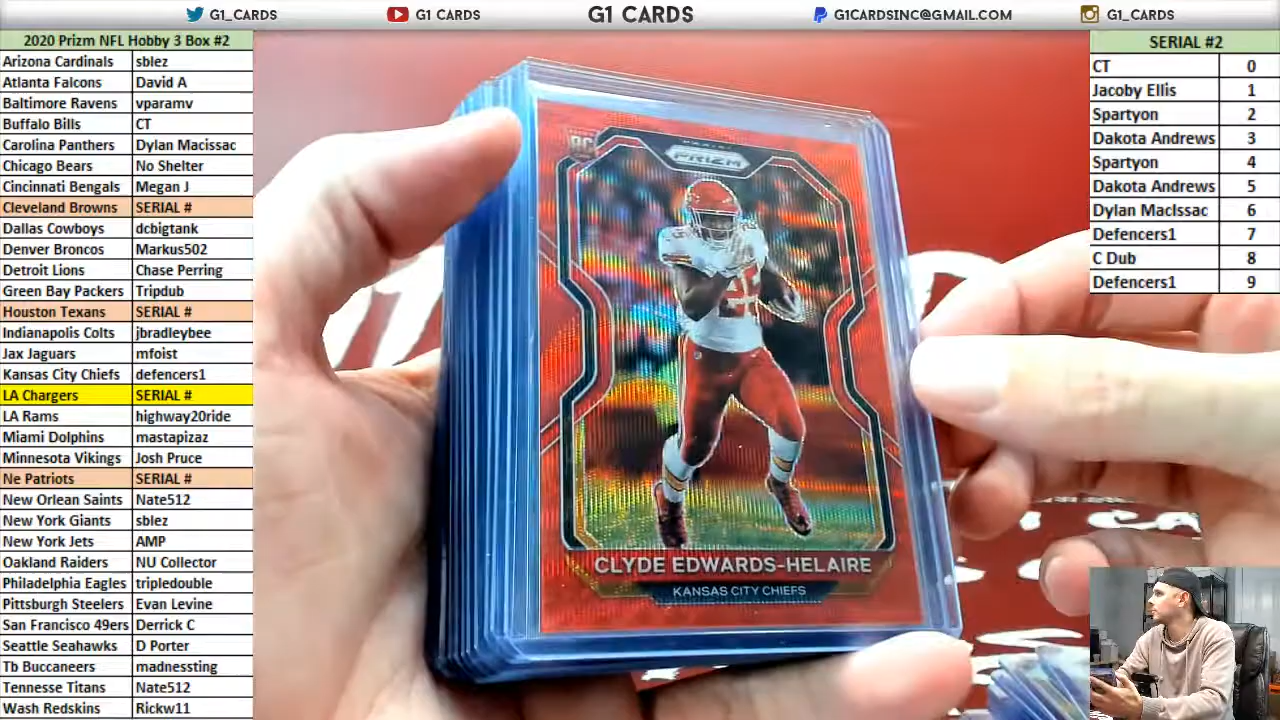 G1_CARDS
G1 CARDS
G1 CARDS
G1CARDSINC@GMAIL.COM
G1_CARDS
2020 Prizm NFL Hobby 3 Box #2
Arizona Cardinals sblez
Atlanta Falcons David A
Baltimore Ravens vparamv
Buffalo Bills CT
Carolina Panthers Dylan Macissac
Chicago Bears No Shelter
Cincinnati Bengals Megan J
Cleveland Browns SERIAL #
Dallas Cowboys dcbigtank
Denver Broncos Markus502
Detroit Lions Chase Perring
Green Bay Packers Tripdub
Houston Texans SERIAL #
Indianapolis Colts jbradleybee
Jax Jaguars mfoist
Kansas City Chiefs defencers1
LA Chargers SERIAL #
LA Rams highway20ride
Miami Dolphins mastapizaz
Minnesota Vikings Josh Pruce
Ne Patriots SERIAL #
New Orlean Saints Nate512
New York Giants sblez
New York Jets AMP
Oakland Raiders NU Collector
Philadelphia Eagles tripledouble
Pittsburgh Steelers Evan Levine
San Francisco 49ers Derrick C
Seattle Seahawks D Porter
Tb Buccaneers madnessting
Tennesse Titans Nate512
Wash Redskins Rickw11
RC
PANINI
PRIZM
25
CLYDE EDWARDS-HELAIRE
KANSAS CITY CHIEFS
SERIAL #2
CT 0
Jacoby Ellis 1
Spartyon 2
Dakota Andrews 3
Spartyon 4
Dakota Andrews 5
Dylan MacIssac 6
Defencers1 7
C Dub 8
Defencers1 9